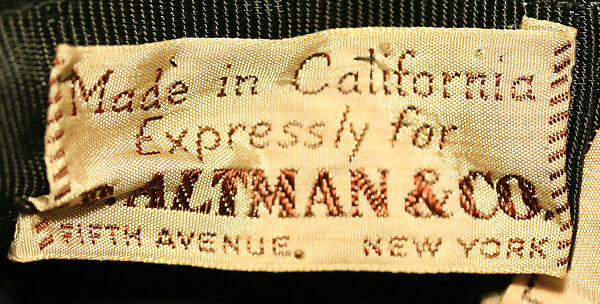 Made in California
Expressly for
B. ALTMAN & CO.
FIFTH AVENUE. NEW YORK